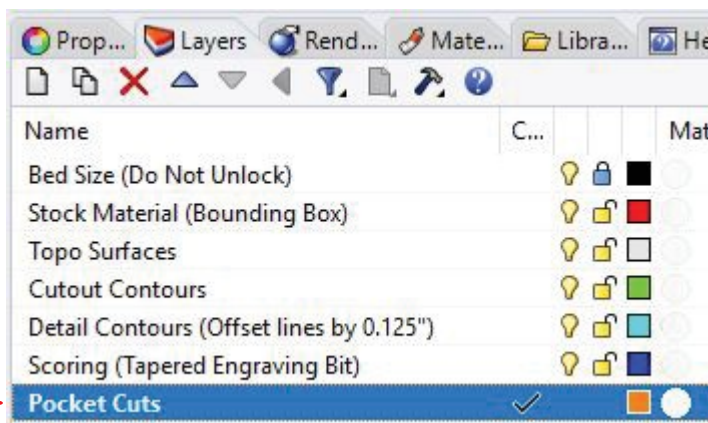 Prop... Layers Rend... Mate... Libra... He
Name C... Mat
Bed Size (Do Not Unlock)
Stock Material (Bounding Box)
Topo Surfaces
Cutout Contours
Detail Contours (Offset lines by 0.125")
Scoring (Tapered Engraving Bit)
Pocket Cuts